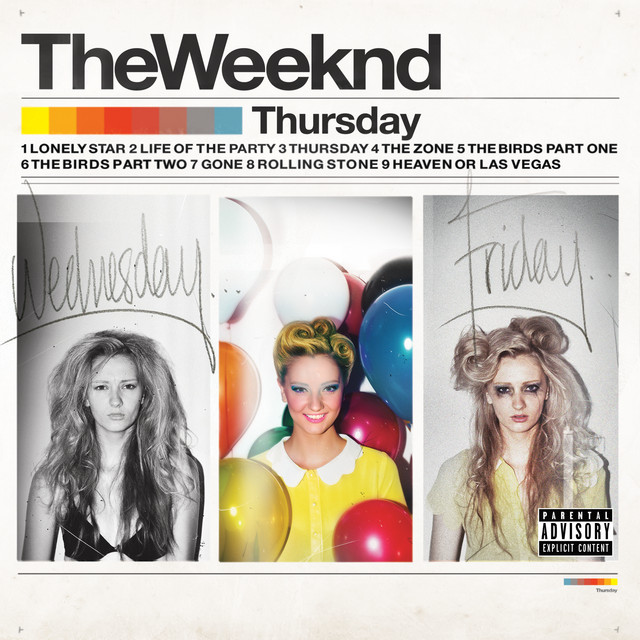 TheWeeknd
Thursday
1 LONELY STAR 2 LIFE OF THE PARTY 3 THURSDAY 4 THE ZONE 5 THE BIRDS PART ONE
6 THE BIRDS PART TWO 7 GONE 8 ROLLING STONE 9 HEAVEN OR LAS VEGAS
Wednesday.
Friday...
PARENTAL
ADVISORY
EXPLICIT CONTENT
Thursday